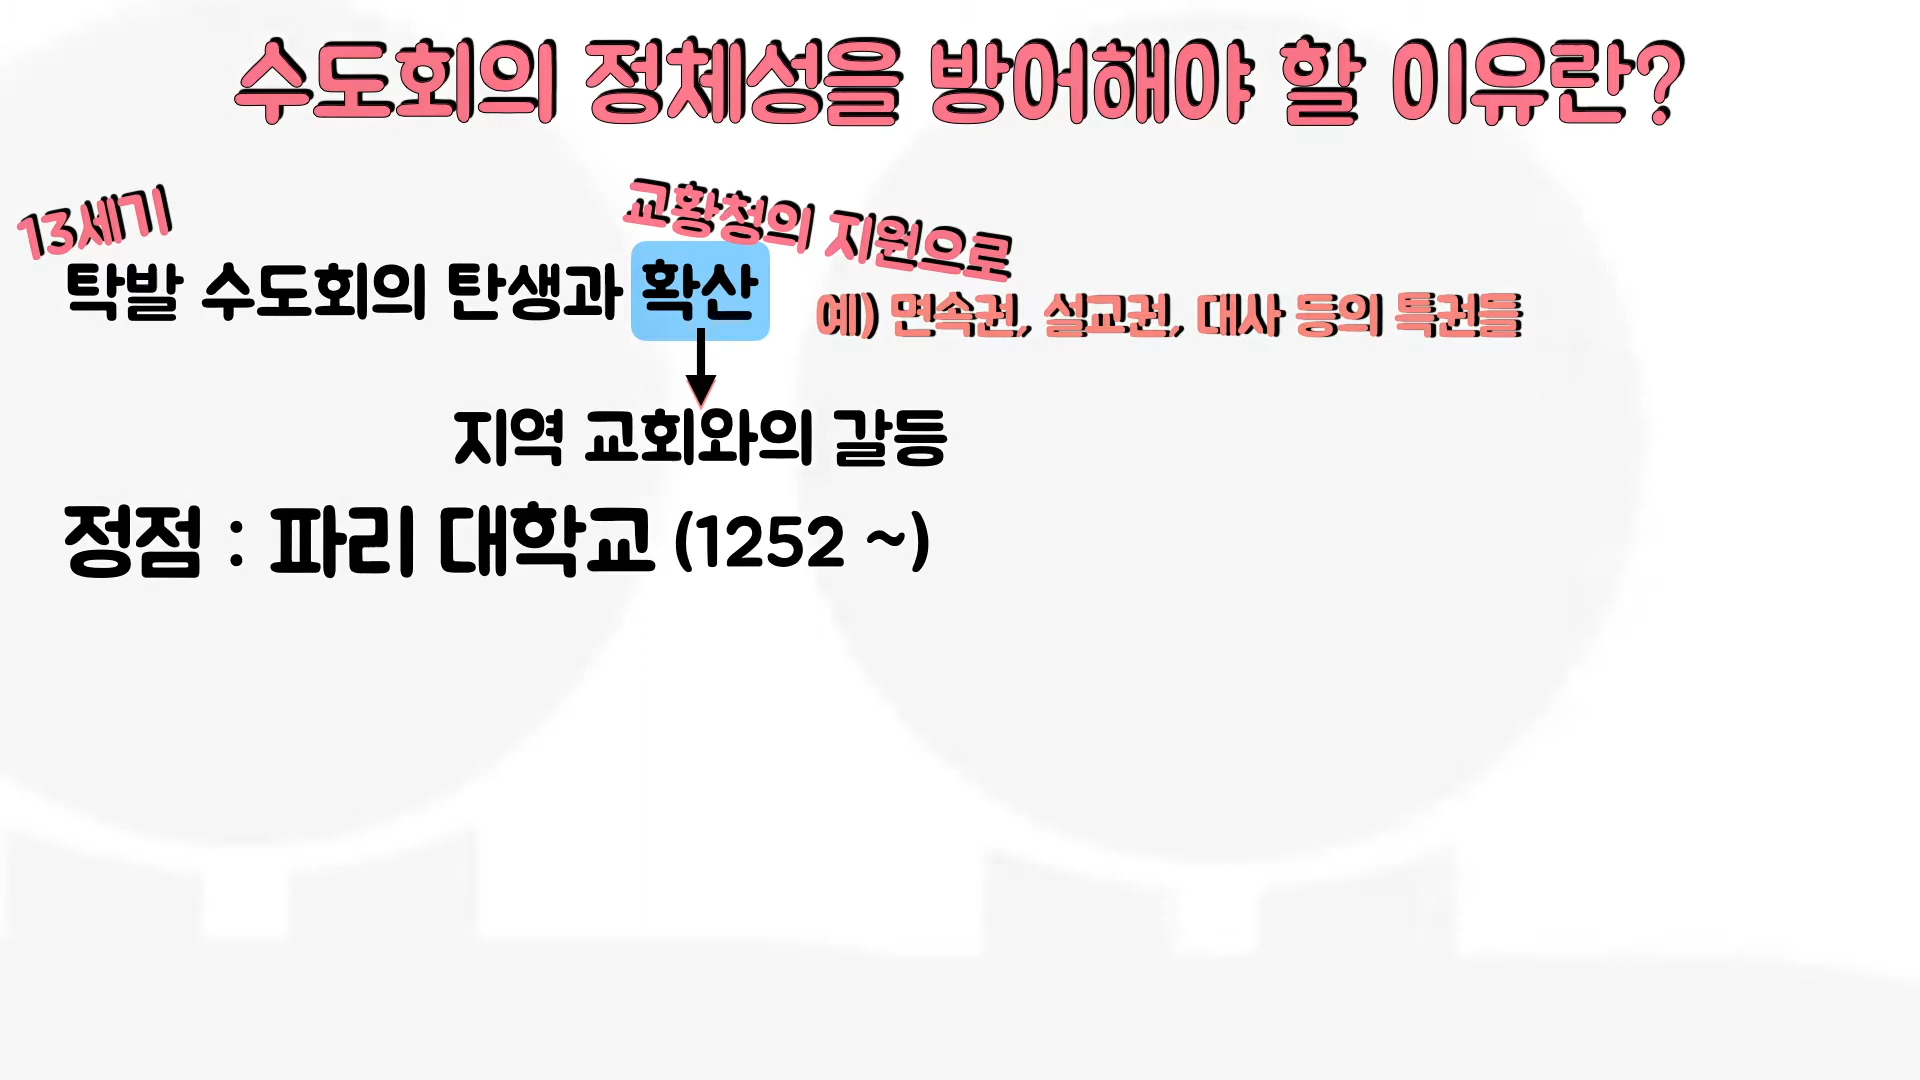 수도회의 정체성을 방어해야 할 이유란?
13세기
교황청의 지원으로
탁발 수도회의 탄생과 확산
예) 면속권, 설교권, 대사 등의 특권들
지역 교회와의 갈등
정점 : 파리 대학교 (1252 ~)